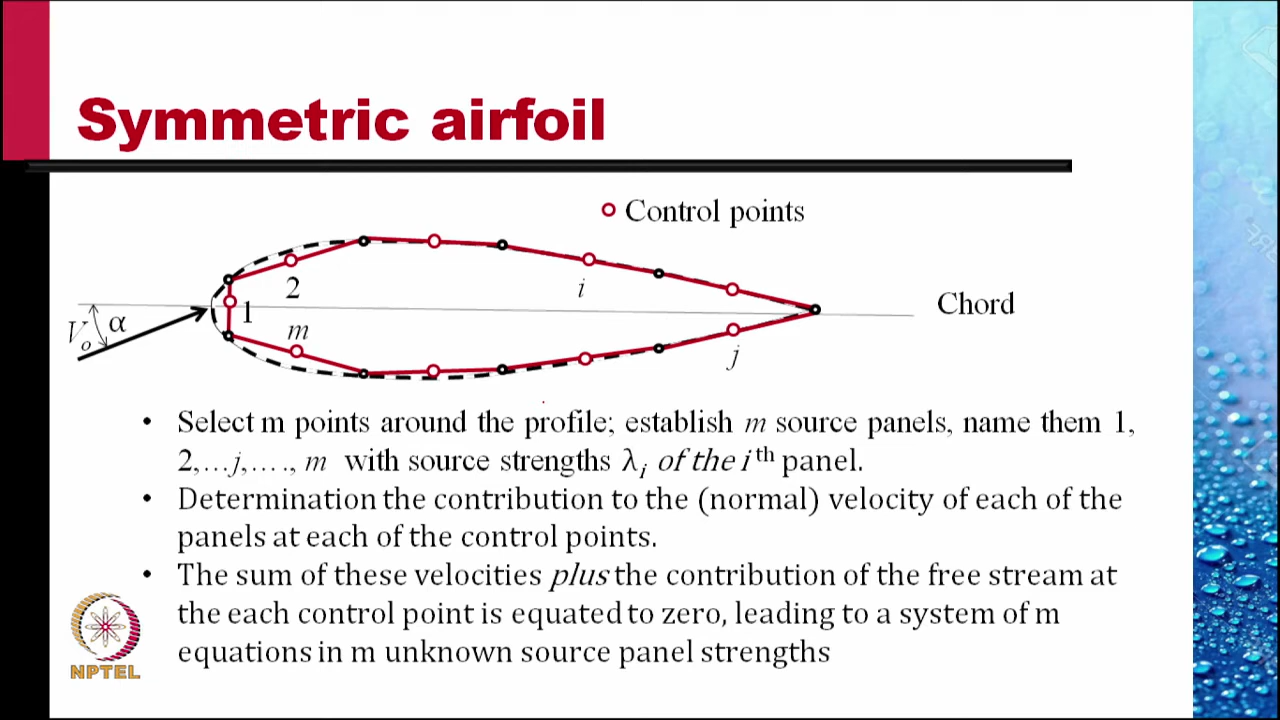 Symmetric airfoil
Control points
2
i
1
Chord
V₀
α
m
j
• Select m points around the profile; establish m source panels, name them 1,
2,…j,…., m with source strengths λⱼ of the i ᵗʰ panel.
• Determination the contribution to the (normal) velocity of each of the
panels at each of the control points.
• The sum of these velocities plus the contribution of the free stream at
the each control point is equated to zero, leading to a system of m
equations in m unknown source panel strengths
NPTEL